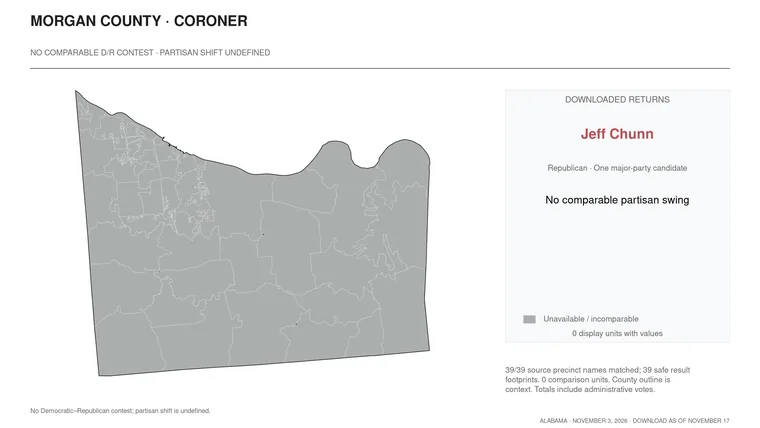 MORGAN COUNTY · CORONER
NO COMPARABLE D/R CONTEST · PARTISAN SHIFT UNDEFINED
DOWNLOADED RETURNS
Jeff Chunn
Republican · One major-party candidate
No comparable partisan swing
Unavailable / incomparable
0 display units with values
39/39 source precinct names matched; 39 safe result
footprints. 0 comparison units. County outline is
context. Totals include administrative votes.
No Democratic–Republican contest; partisan shift is undefined.
ALABAMA · NOVEMBER 3, 2026 · DOWNLOAD AS OF NOVEMBER 17